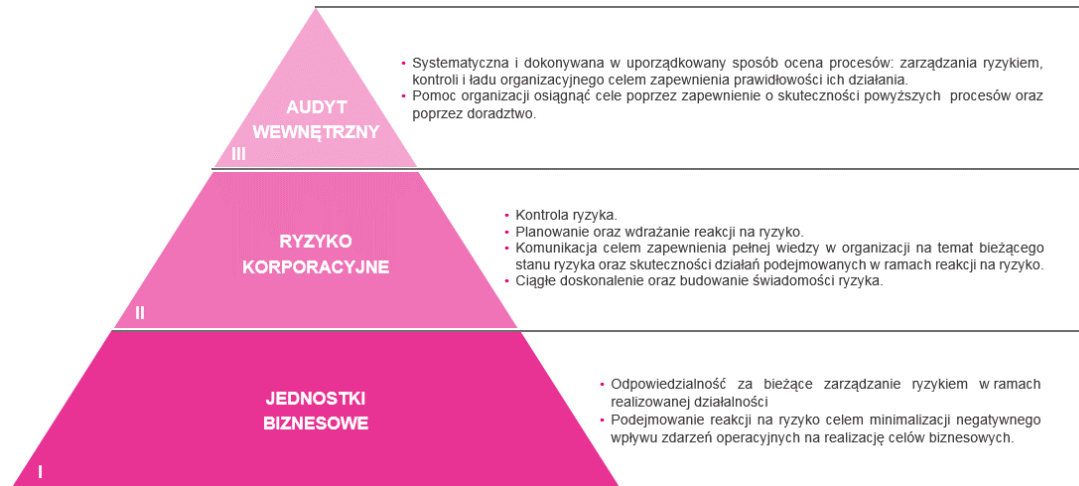 • Systematyczna i dokonywana w uporządkowany sposób ocena procesów: zarządzania ryzykiem,
kontroli i ładu organizacyjnego celem zapewnienia prawidłowości ich działania.
• Pomoc organizacji osiągnąć cele poprzez zapewnienie o skuteczności powyższych procesów oraz
poprzez doradztwo.
AUDYT
WEWNĘTRZNY
III
• Kontrola ryzyka.
• Planowanie oraz wdrażanie reakcji na ryzyko.
• Komunikacja celem zapewnienia pełnej wiedzy w organizacji na temat bieżącego
stanu ryzyka oraz skuteczności działań podejmowanych w ramach reakcji na ryzyko.
• Ciągłe doskonalenie oraz budowanie świadomości ryzyka.
RYZYKO
KORPORACYJNE
II
• Odpowiedzialność za bieżące zarządzanie ryzykiem w ramach
realizowanej działalności
• Podejmowanie reakcji na ryzyko celem minimalizacji negatywnego
wpływu zdarzeń operacyjnych na realizację celów biznesowych.
JEDNOSTKI
BIZNESOWE
I